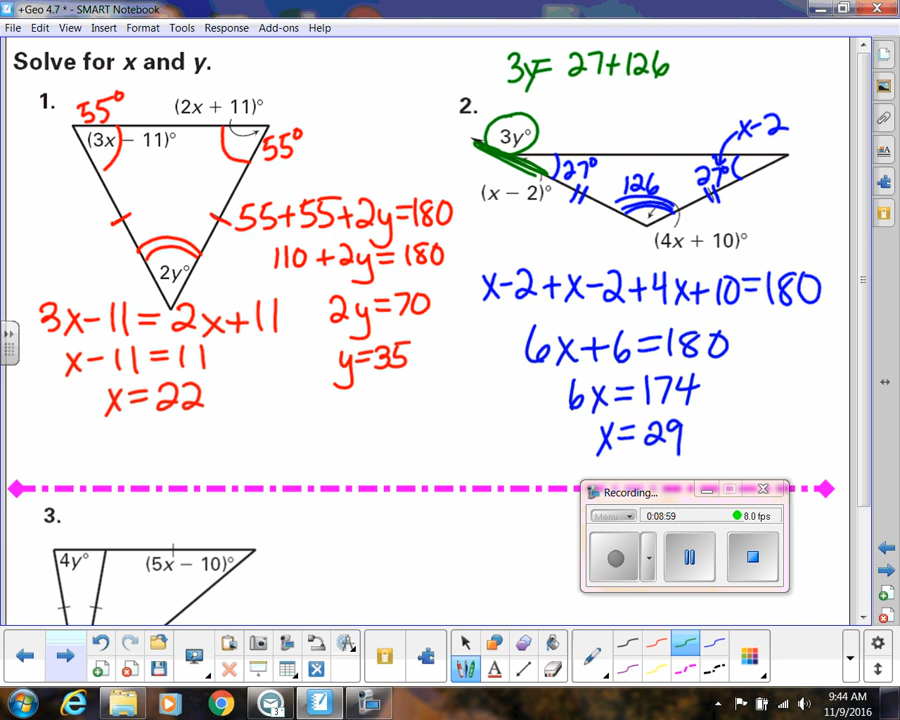 +Geo 4.7 * - SMART Notebook
File Edit View Insert Format Tools Response Add-ons Help
Solve for x and y.
3y = 27+126
1.
55°
(2x + 11)°
(3x − 11)°
55°
55+55+2y=180
110+2y=180
2y°
3x−11=2x+11
2y=70
x−11=11
y=35
x=22
2.
3y°
x−2
27°
126
27°
(x − 2)°
(4x + 10)°
x−2+x−2+4x+10=180
6x+6=180
6x=174
x=29
Recording...
Menu
0:08:59
8.0 fps
3.
4y°
(5x − 10)°
A
9:44 AM
11/9/2016